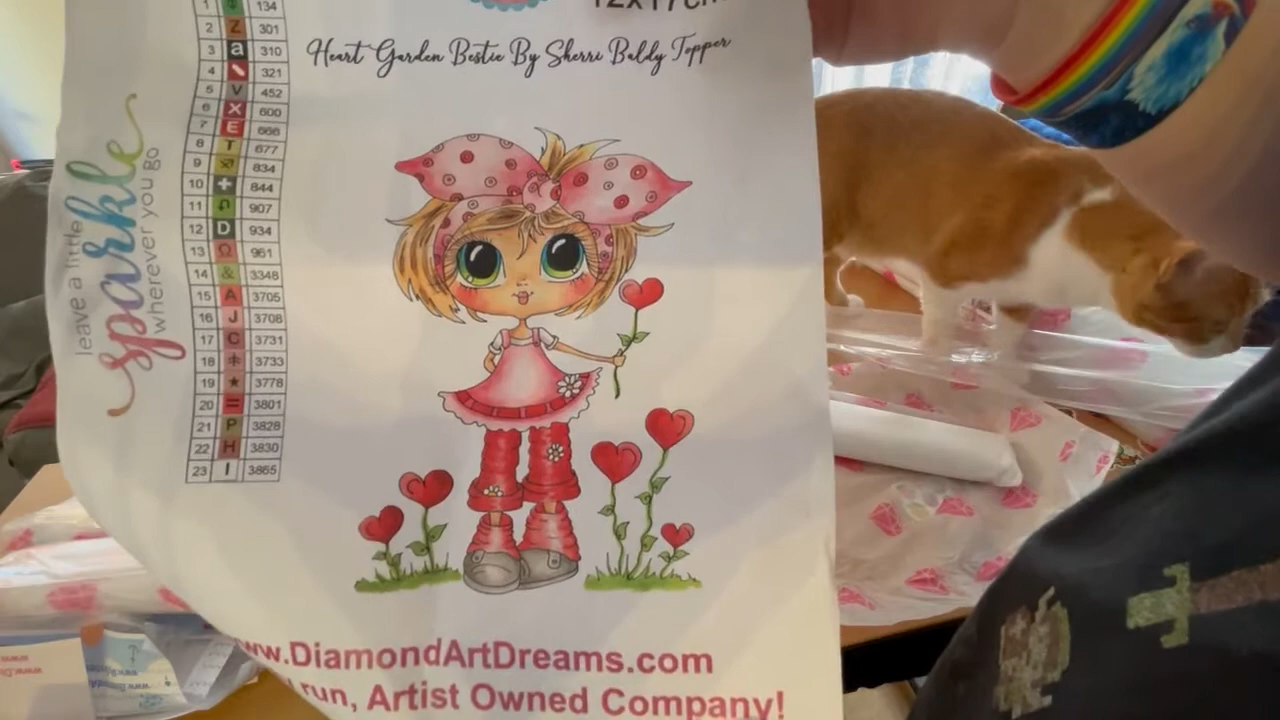 12x17cm
Heart Garden Bestie By Sherri Baldy Topper
leave a little
sparkle
wherever you go
1 134
2 Z 301
3 a 310
4 321
5 V 452
6 X 600
7 E 666
8 T 677
9 834
10 + 844
11 907
12 D 934
13 Ω 961
14 & 3348
15 A 3705
16 J 3708
17 C 3731
18 3733
19 ★ 3778
20 = 3801
21 P 3828
22 H 3830
23 I 3865
www.DiamondArtDreams.com
run, Artist Owned Company!